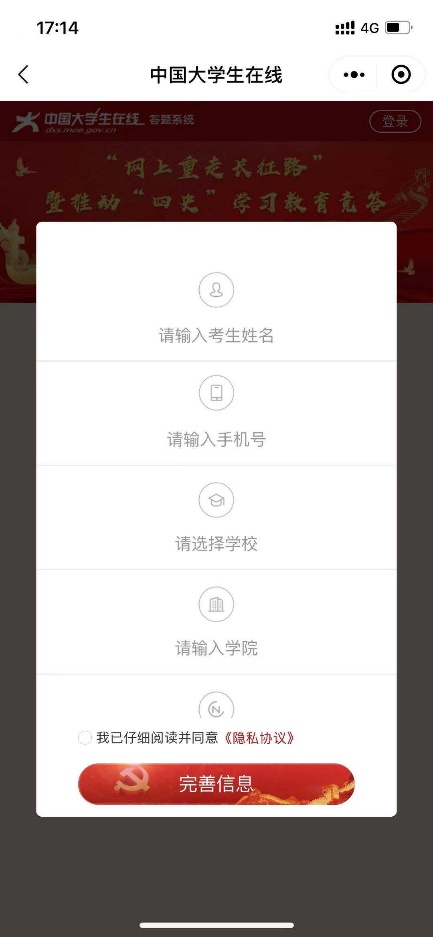 17:14
4G
中国大学生在线
中国大学生在线 答题系统
dxs.moe.gov.cn
登录
“网上重走长征路”
暨推动“四史”学习教育竞答
请输入考生姓名
请输入手机号
请选择学校
请输入学院
N
我已仔细阅读并同意《隐私协议》
完善信息